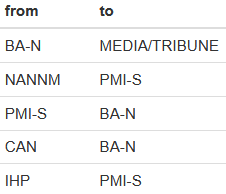 from to
BA-N MEDIA/TRIBUNE
NANNM PMI-S
PMI-S BA-N
CAN BA-N
IHP PMI-S